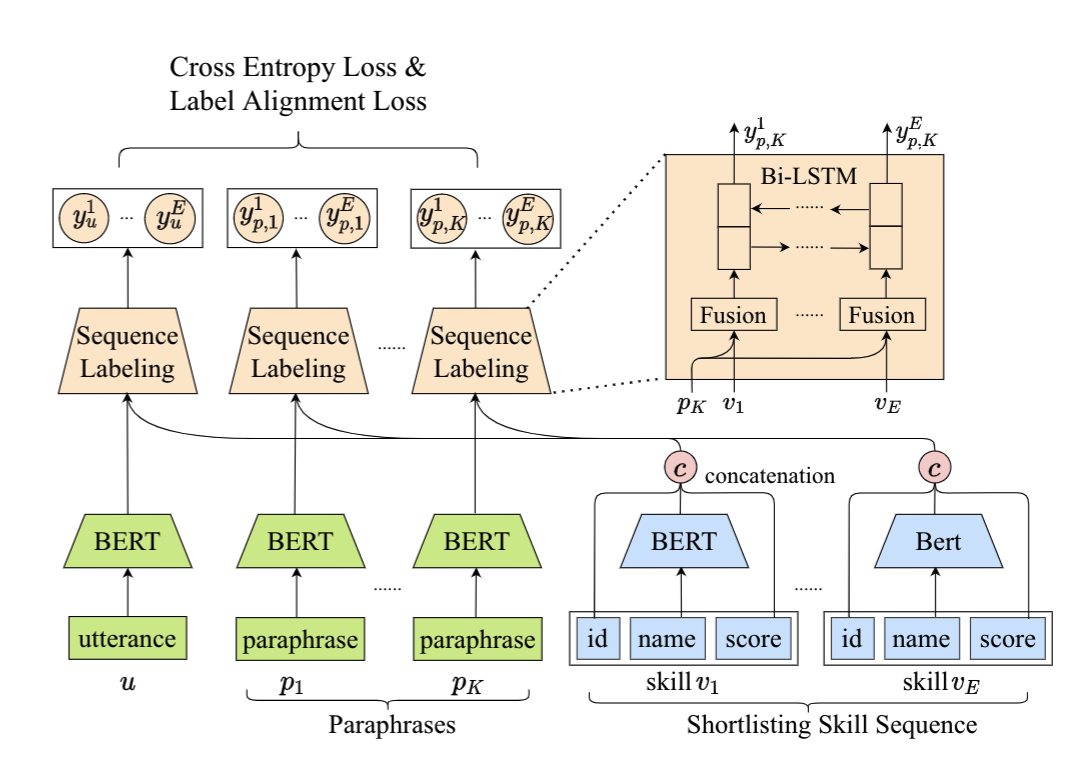 Cross Entropy Loss &
Label Alignment Loss
$y_u^1$ ... $y_u^E$
$y_{p,1}^1$ ... $y_{p,1}^E$
$y_{p,K}^1$ ... $y_{p,K}^E$
$y_{p,K}^1$ $y_{p,K}^E$
Bi-LSTM
......
......
Fusion ...... Fusion
$p_K$ $v_1$ $v_E$
Sequence
Labeling
Sequence
Labeling
......
Sequence
Labeling
c concatenation c
BERT BERT BERT BERT Bert
...... ......
utterance paraphrase paraphrase id name score id name score
$u$ $p_1$ $p_K$ skill $v_1$ skill $v_E$
Paraphrases Shortlisting Skill Sequence